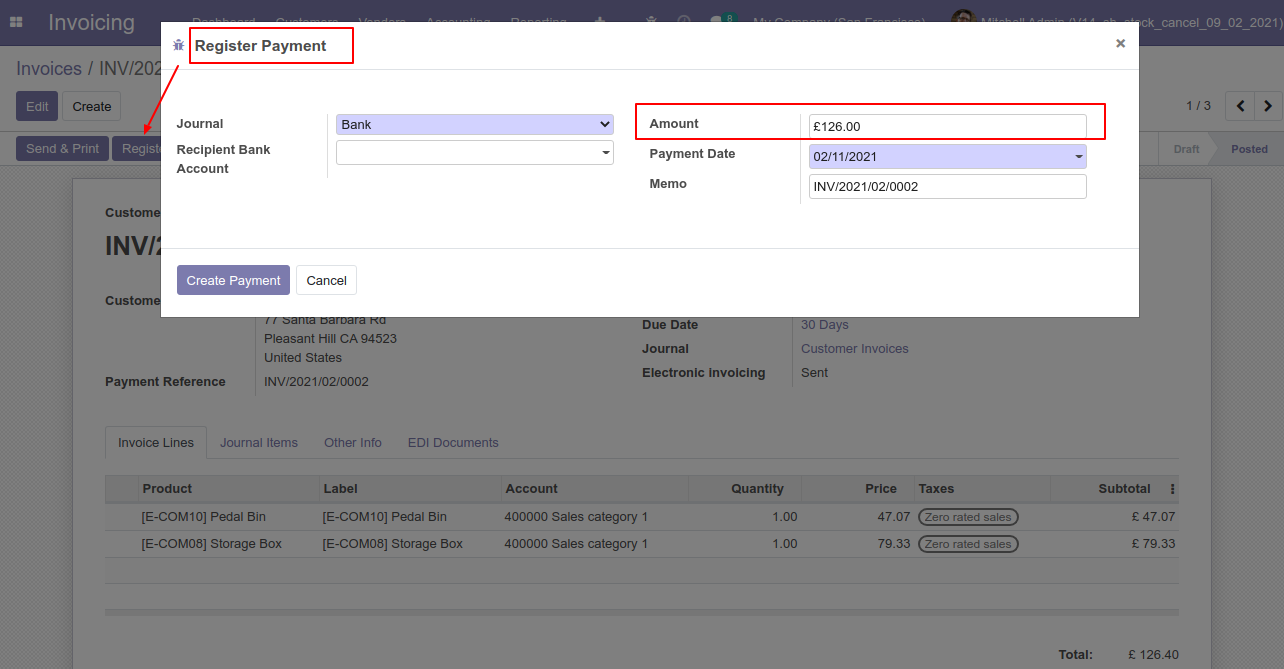 Invoicing
Dashboard Customers Vendors Accounting Reporting 8 My Company (San Francisco) Mitchell Admin (V14_sh_stock_cancel_09_02_2021)
Register Payment ×
Invoices / INV/202
Edit Create 1 / 3
Send & Print Registe Draft Posted
Journal Bank
Recipient Bank Account
Amount £126.00
Payment Date 02/11/2021
Memo INV/2021/02/0002
Create Payment Cancel
Custome
INV/2
Custome
77 Santa Barbara Rd
Pleasant Hill CA 94523
United States
Payment Reference INV/2021/02/0002
Due Date 30 Days
Journal Customer Invoices
Electronic invoicing Sent
Invoice Lines Journal Items Other Info EDI Documents
Product Label Account Quantity Price Taxes Subtotal
[E-COM10] Pedal Bin [E-COM10] Pedal Bin 400000 Sales category 1 1.00 47.07 Zero rated sales £ 47.07
[E-COM08] Storage Box [E-COM08] Storage Box 400000 Sales category 1 1.00 79.33 Zero rated sales £ 79.33
Total: £ 126.40